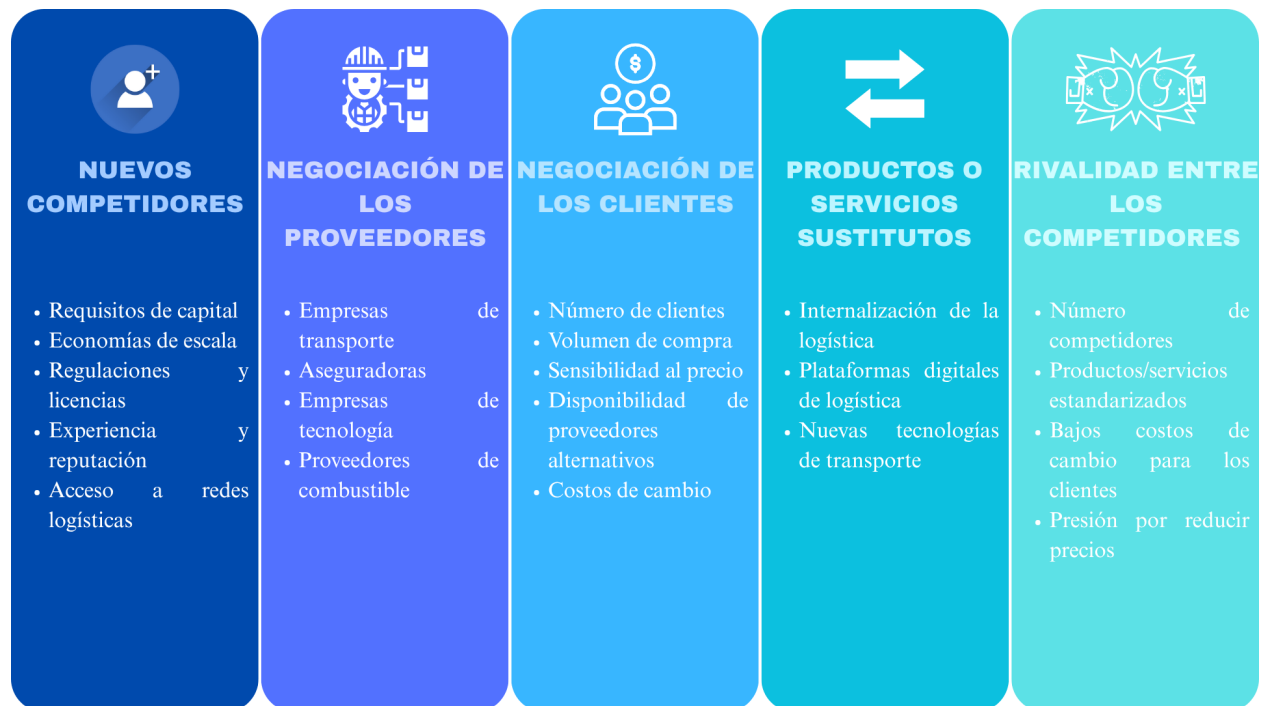 NUEVOS
COMPETIDORES
• Requisitos de capital
• Economías de escala
• Regulaciones y
licencias
• Experiencia y
reputación
• Acceso a redes
logísticas
NEGOCIACIÓN DE
LOS
PROVEEDORES
• Empresas de
transporte
• Aseguradoras
• Empresas de
tecnología
• Proveedores de
combustible
$
NEGOCIACIÓN DE
LOS CLIENTES
• Número de clientes
• Volumen de compra
• Sensibilidad al precio
• Disponibilidad de
proveedores
alternativos
• Costos de cambio
PRODUCTOS O
SERVICIOS
SUSTITUTOS
• Internalización de la
logística
• Plataformas digitales
de logística
• Nuevas tecnologías
de transporte
RIVALIDAD ENTRE
LOS
COMPETIDORES
• Número de
competidores
• Productos/servicios
estandarizados
• Bajos costos de
cambio para los
clientes
• Presión por reducir
precios